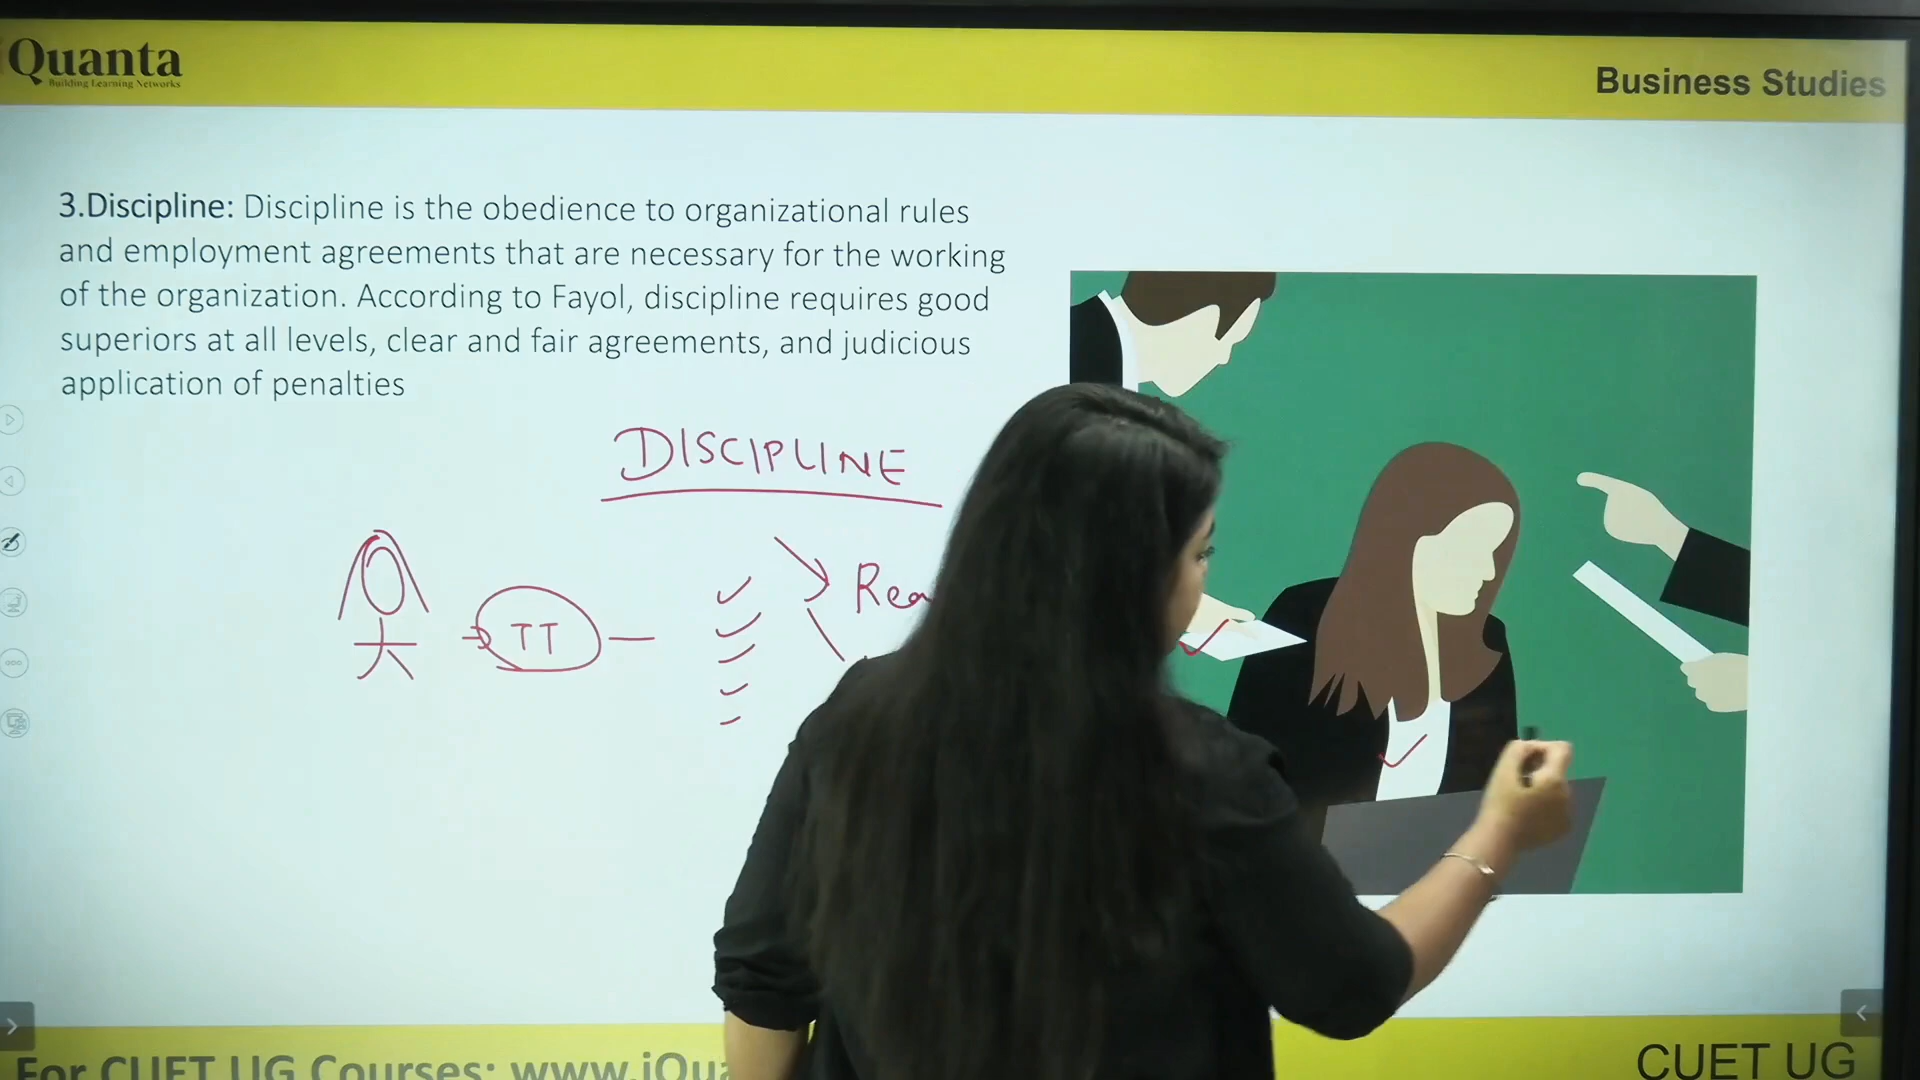 Quanta
Building Learning Networks
Business Studies
3.Discipline: Discipline is the obedience to organizational rules
and employment agreements that are necessary for the working
of the organization. According to Fayol, discipline requires good
superiors at all levels, clear and fair agreements, and judicious
application of penalties
DISCIPLINE
Rea
TT
For CUET UG Courses: www.iQua
CUET UG